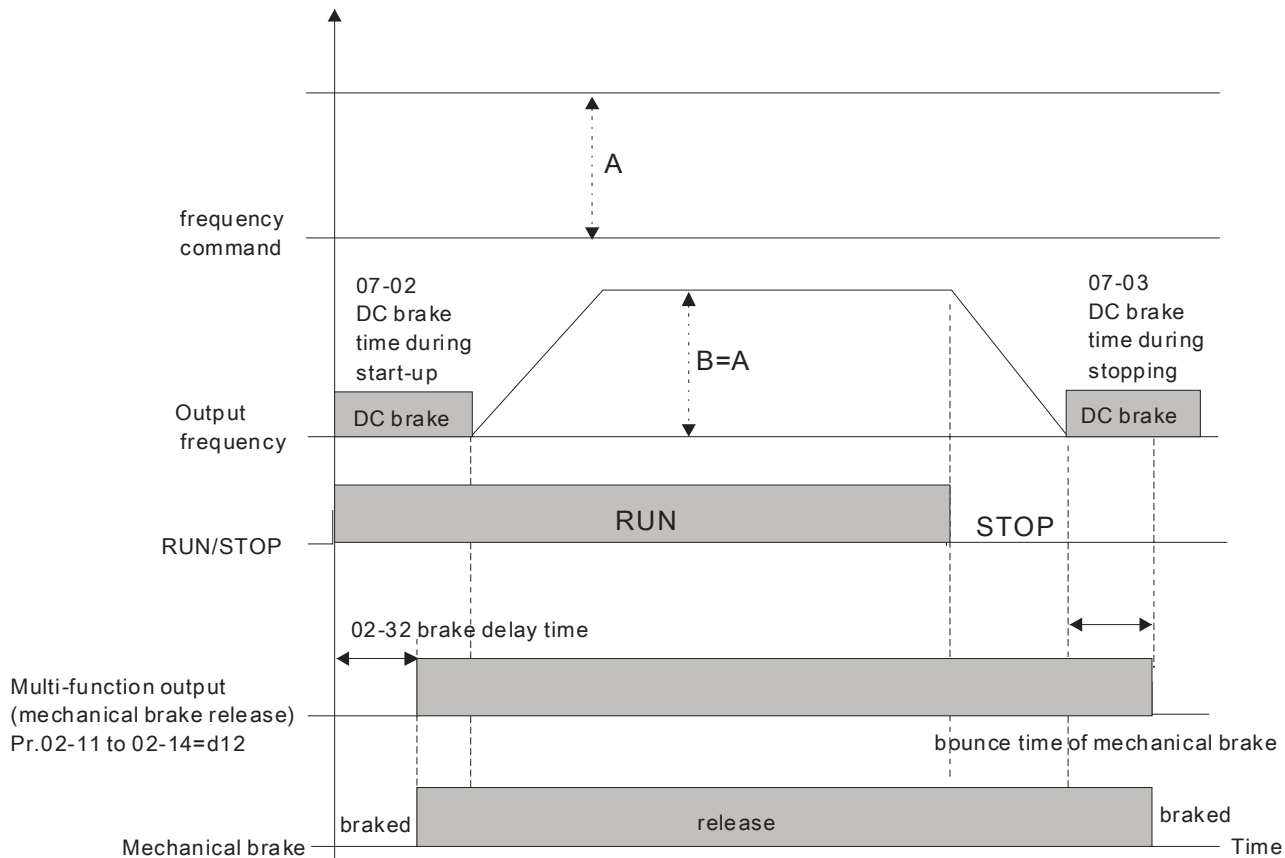 A
frequency
command
07-02
DC brake
time during
start-up
07-03
DC brake
time during
stopping
B=A
Output
frequency
DC brake
DC brake
RUN
STOP
RUN/STOP
02-32 brake delay time
Multi-function output
(mechanical brake release)
Pr.02-11 to 02-14=d12
bounce time of mechanical brake
braked
release
braked
Mechanical brake
Time